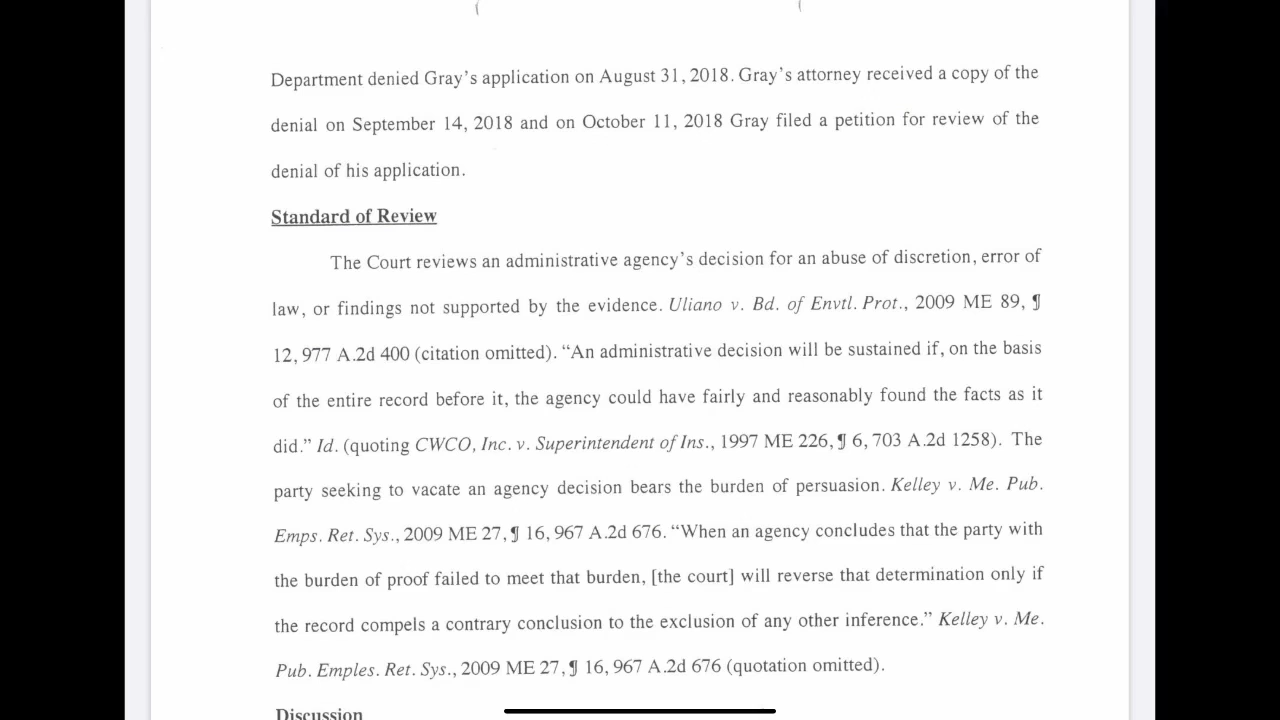 Department denied Gray's application on August 31, 2018. Gray's attorney received a copy of the
denial on September 14, 2018 and on October 11, 2018 Gray filed a petition for review of the
denial of his application.
Standard of Review
The Court reviews an administrative agency's decision for an abuse of discretion, error of
law, or findings not supported by the evidence. Uliano v. Bd. of Envtl. Prot., 2009 ME 89, ¶
12, 977 A.2d 400 (citation omitted). “An administrative decision will be sustained if, on the basis
of the entire record before it, the agency could have fairly and reasonably found the facts as it
did.” Id. (quoting CWCO, Inc. v. Superintendent of Ins., 1997 ME 226, ¶ 6, 703 A.2d 1258). The
party seeking to vacate an agency decision bears the burden of persuasion. Kelley v. Me. Pub.
Emps. Ret. Sys., 2009 ME 27, ¶ 16, 967 A.2d 676. “When an agency concludes that the party with
the burden of proof failed to meet that burden, [the court] will reverse that determination only if
the record compels a contrary conclusion to the exclusion of any other inference.” Kelley v. Me.
Pub. Emples. Ret. Sys., 2009 ME 27, ¶ 16, 967 A.2d 676 (quotation omitted).
Discussion